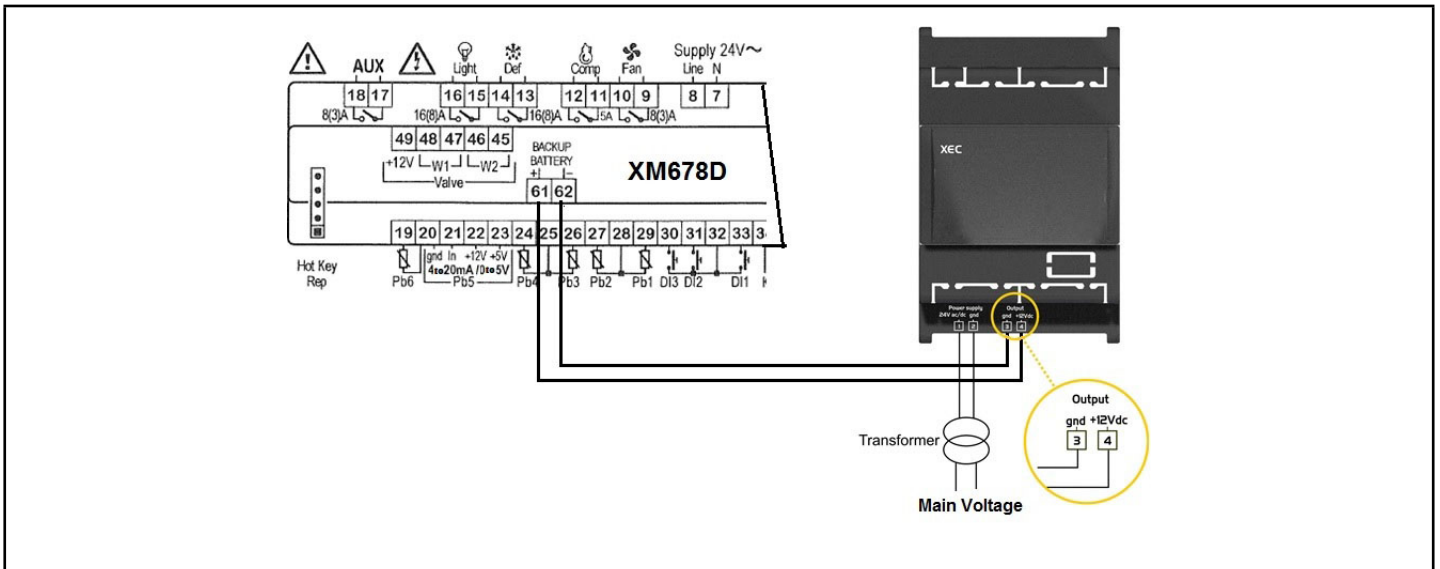 AUX
Light
Def
Comp
Fan
Supply 24V~
Line N
18 17
16 15 14 13
12 11 10 9
8 7
8(3)A
16(8)A
16(8)A
5A
8(3)A
49 48 47 46 45
+12V
W1
W2
Valve
BACKUP
BATTERY
+ -
61 62
XM678D
19 20 21 22 23 24 25 26 27 28 29 30 31 32 33
gnd In +12V +5V
4to20mA /0to5V
Hot Key
Rep
Pb6
Pb5
Pb4
Pb3
Pb2
Pb1
DI3
DI2
DI1
XEC
Power supply
24V ac/dc gnd
Output
gnd +12Vdc
1 2
3 4
Transformer
Main Voltage
Output
gnd +12Vdc
3 4